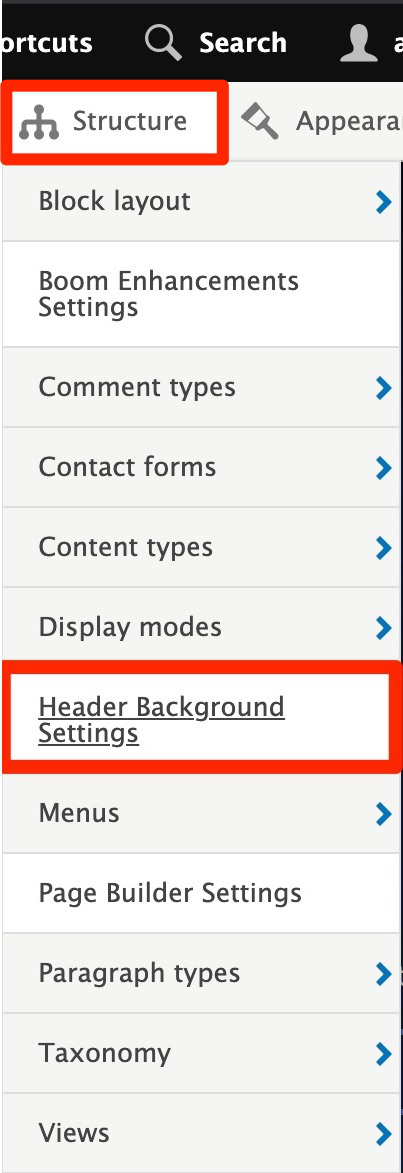 ortcuts Search a
Structure Appeara
Block layout
Boom Enhancements
Settings
Comment types
Contact forms
Content types
Display modes
Header Background
Settings
Menus
Page Builder Settings
Paragraph types
Taxonomy
Views